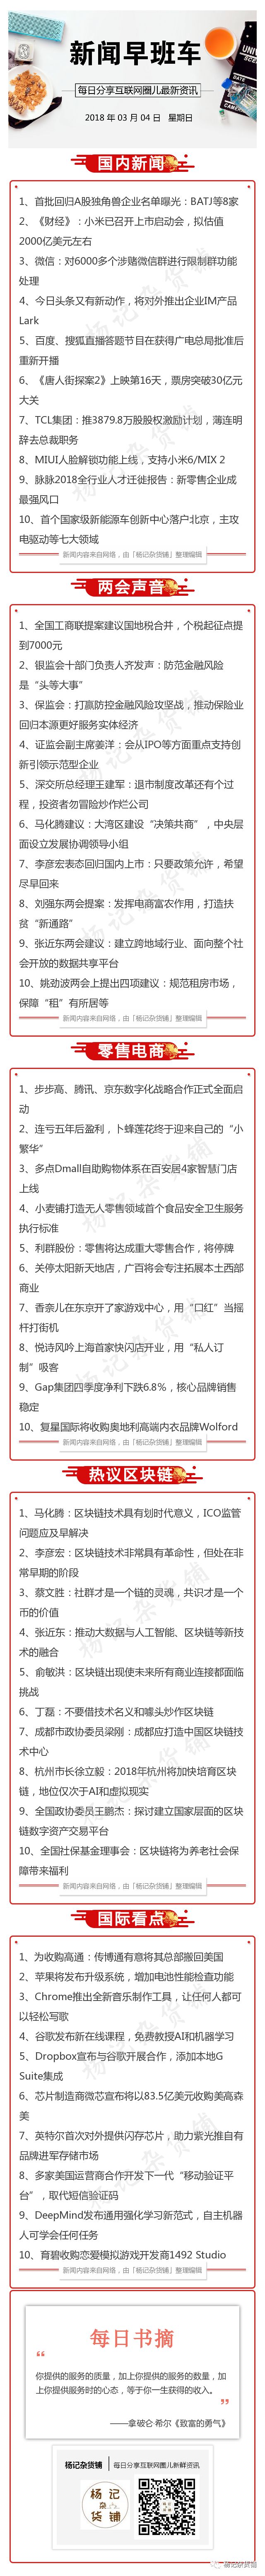 新闻早班车
每日分享互联网圈儿最新资讯
2018 年 03 月 04 日　星期日
国内新闻
1、首批回归A股独角兽企业名单曝光：BATJ等8家
2、《财经》：小米已召开上市启动会，拟估值
2000亿美元左右
3、微信：对6000多个涉赌微信群进行限制群功能
处理
4、今日头条又有新动作，将对外推出企业IM产品
Lark
5、百度、搜狐直播答题节目在获得广电总局批准后
重新开播
6、《唐人街探案2》上映第16天，票房突破30亿元
大关
7、TCL集团：推3879.8万股股权激励计划，薄连明
辞去总裁职务
8、MIUI人脸解锁功能上线，支持小米6/MIX 2
9、脉脉2018全行业人才迁徙报告：新零售企业成
最强风口
10、首个国家级新能源车创新中心落户北京，主攻
电驱动等七大领域
新闻内容来自网络，由「杨记杂货铺」整理编辑
两会声音
1、全国工商联提案建议国地税合并，个税起征点提
到7000元
2、银监会十部门负责人齐发声：防范金融风险
是“头等大事”
3、保监会：打赢防控金融风险攻坚战，推动保险业
回归本源更好服务实体经济
4、证监会副主席姜洋：会从IPO等方面重点支持创
新引领示范型企业
5、深交所总经理王建军：退市制度改革还有个过
程，投资者勿冒险炒作烂公司
6、马化腾建议：大湾区建设“决策共商”，中央层
面设立发展协调领导小组
7、李彦宏表态回归国内上市：只要政策允许，希望
尽早回来
8、刘强东两会提案：发挥电商富农作用，打造扶
贫“新通路”
9、张近东两会建议：建立跨地域行业、面向整个社
会开放的数据共享平台
10、姚劲波两会上提出四项建议：规范租房市场，
保障“租”有所居等
新闻内容来自网络，由「杨记杂货铺」整理编辑
零售电商
1、步步高、腾讯、京东数字化战略合作正式全面启
动
2、连亏五年后盈利，卜蜂莲花终于迎来自己的“小
繁华”
3、多点Dmall自助购物体系在百安居4家智慧门店
上线
4、小麦铺打造无人零售领域首个食品安全卫生服务
执行标准
5、利群股份：零售将达成重大零售合作，将停牌
6、关停太阳新天地店，广百将会专注拓展本土西部
商业
7、香奈儿在东京开了家游戏中心，用“口红”当摇
杆打街机
8、悦诗风吟上海首家快闪店开业，用“私人订
制”吸客
9、Gap集团四季度净利下跌6.8%，核心品牌销售
稳定
10、复星国际将收购奥地利高端内衣品牌Wolford
新闻内容来自网络，由「杨记杂货铺」整理编辑
热议区块链
1、马化腾：区块链技术具有划时代意义，ICO监管
问题应及早解决
2、李彦宏：区块链技术非常具有革命性，但处在非
常早期的阶段
3、蔡文胜：社群才是一个链的灵魂，共识才是一个
币的价值
4、张近东：推动大数据与人工智能、区块链等新技
术的融合
5、俞敏洪：区块链出现使未来所有商业连接都面临
挑战
6、丁磊：不要借技术名义和噱头炒作区块链
7、成都市政协委员梁刚：成都应打造中国区块链技
术中心
8、杭州市长徐立毅：2018年杭州将加快培育区块
链，地位仅次于AI和虚拟现实
9、全国政协委员王鹏杰：探讨建立国家层面的区块
链数字资产交易平台
10、全国社保基金理事会：区块链将为养老社会保
障带来福利
新闻内容来自网络，由「杨记杂货铺」整理编辑
国际看点
1、为收购高通：传博通有意将其总部搬回美国
2、苹果将发布升级系统，增加电池性能检查功能
3、Chrome推出全新音乐制作工具，让任何人都可
以轻松写歌
4、谷歌发布新在线课程，免费教授AI和机器学习
5、Dropbox宣布与谷歌开展合作，添加本地G
Suite集成
6、芯片制造商微芯宣布将以83.5亿美元收购美高森
美
7、英特尔首次对外提供闪存芯片，助力紫光推自有
品牌进军存储市场
8、多家美国运营商合作开发下一代“移动验证平
台”，取代短信验证码
9、DeepMind发布通用强化学习新范式，自主机器
人可学会任何任务
10、育碧收购恋爱模拟游戏开发商1492 Studio
新闻内容来自网络，由「杨记杂货铺」整理编辑
每日书摘
“
你提供的服务的质量，加上你提供的服务的数量，加
上你提供服务时的心态，等于你一生获得的收入。
”
——拿破仑·希尔《致富的勇气》
杨记杂货铺　每日分享互联网圈儿新鲜资讯
杨 记
杂
货 铺
杨记杂货铺